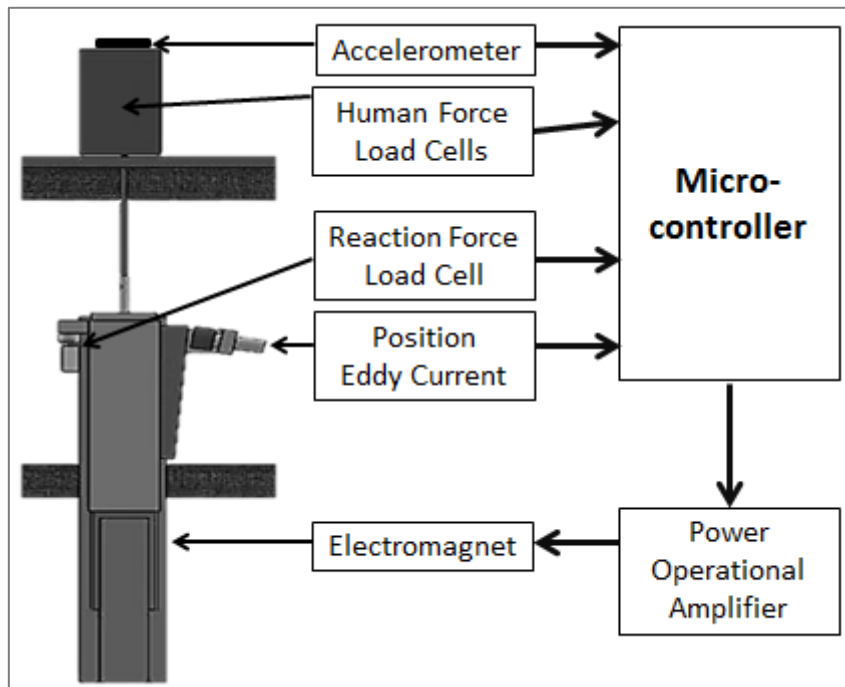 Accelerometer
Human Force
Load Cells
Reaction Force
Load Cell
Position
Eddy Current
Electromagnet
Micro-
controller
Power
Operational
Amplifier